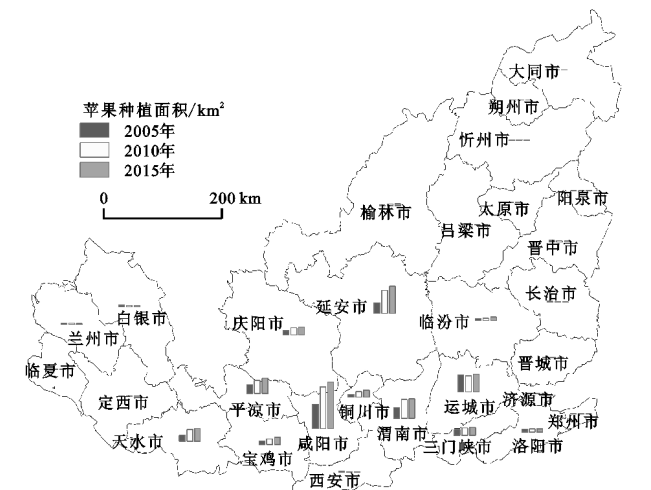 大同市
苹果种植面积/km²
朔州市
2005年
忻州市
2010年
2015年
0 200 km
榆林市
太原市
阳泉市
吕梁市
晋中市
长治市
延安市
白银市
庆阳市
临汾市
兰州市
临夏市
晋城市
定西市
平凉市
铜川市
运城市
济源市
郑州市
天水市
咸阳市
渭南市
三门峡市
洛阳市
宝鸡市
西安市